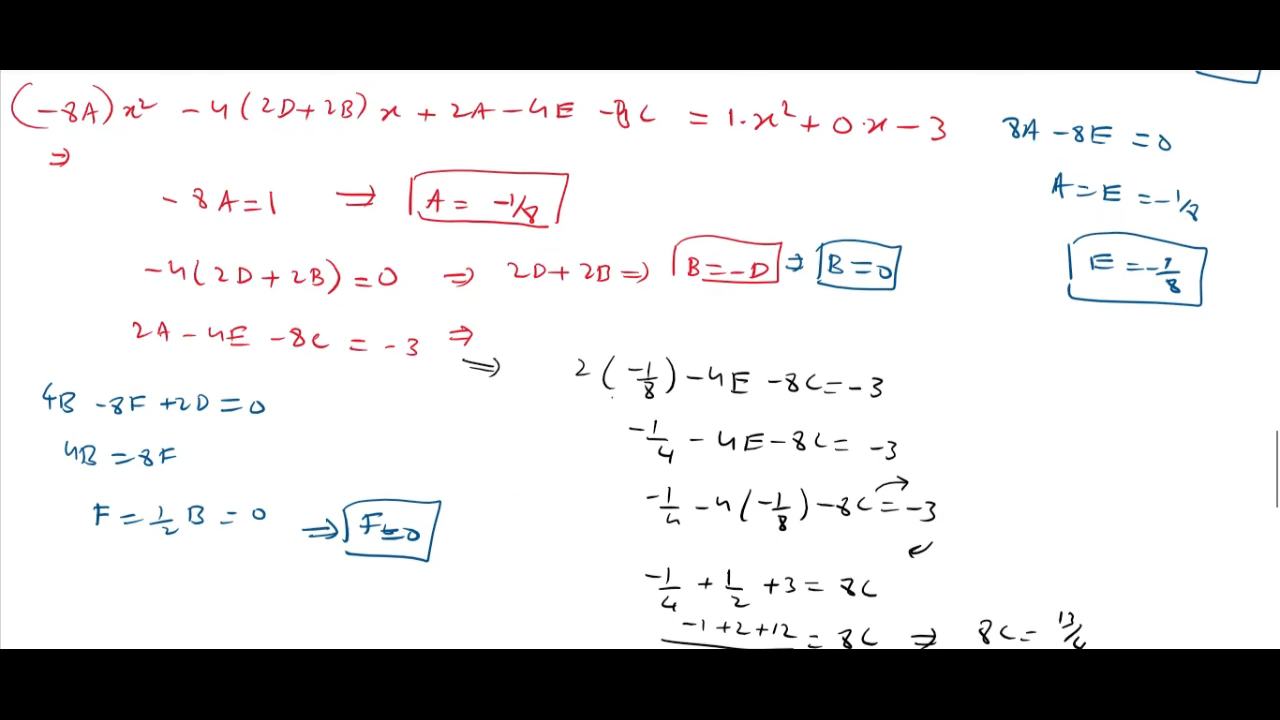 (-8A)x² - 4(2D+2B)x + 2A - 4E - 8C = 1·x² + 0·x - 3
⇒
-8A = 1 ⇒ A = -1/8
-4(2D+2B) = 0 ⇒ 2D+2B ⇒ B = -D ⇒ B = 0
2A - 4E - 8C = -3 ⇒
8A - 8E = 0
A = E = -1/8
E = -1/8
4B - 8F + 2D = 0
4B = 8F
F = 1/2 B = 0 ⇒ F = 0
⇒ 2(-1/8) - 4E - 8C = -3
-1/4 - 4E - 8C = -3
-1/4 - 4(-1/8) - 8C = -3
-1/4 + 1/2 + 3 = 8C
-1+2+12 = 8C ⇒ 8C = 13/4